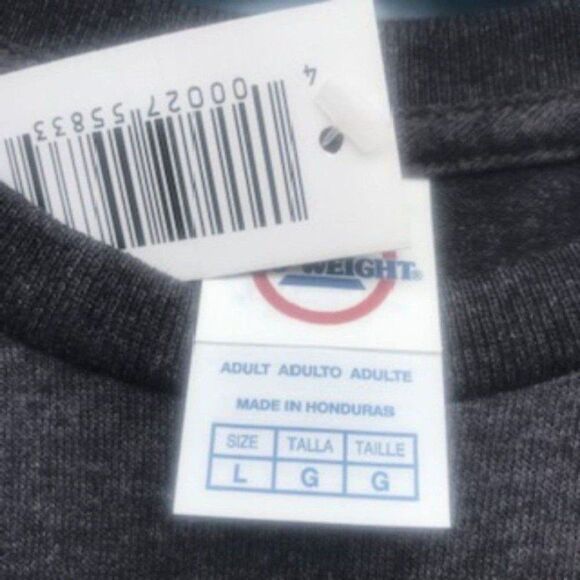 4 00027 55833
WEIGHT®
ADULT ADULTO ADULTE
MADE IN HONDURAS
SIZE TALLA TAILLE
L G G